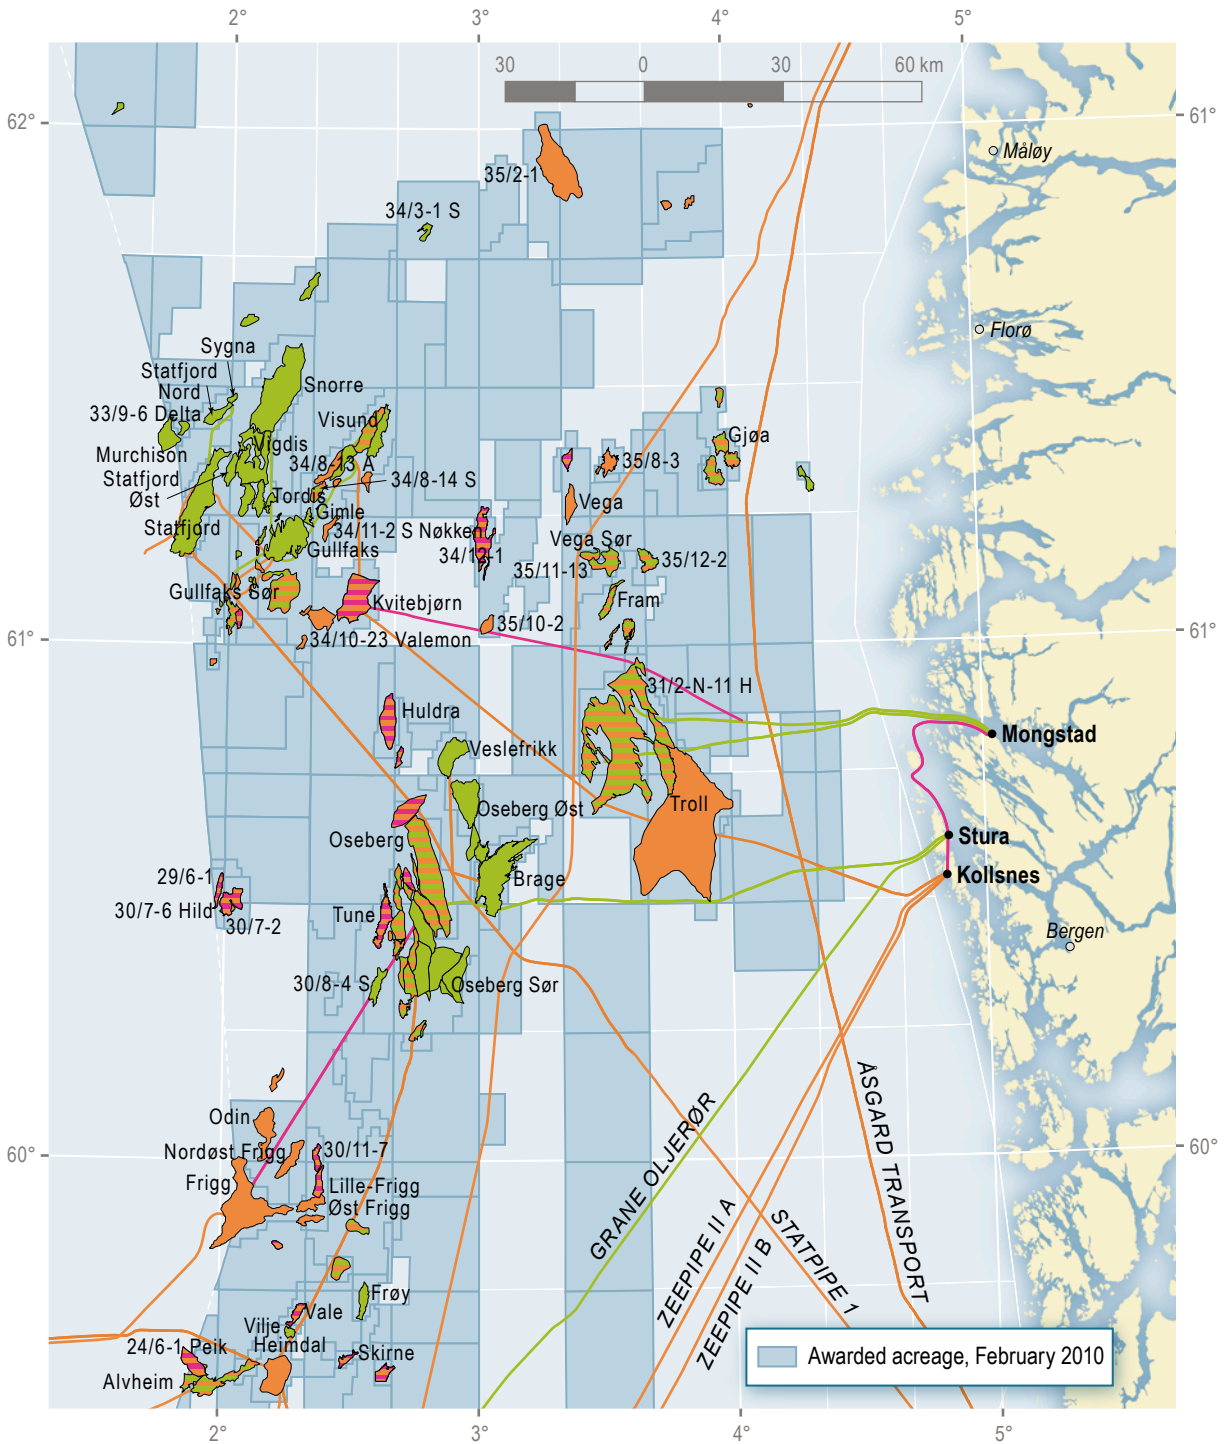 2°
3°
4°
5°
30
0
30
60 km
62°
61°
Måløy
35/2-1
34/3-1 S
Florø
Sygna
Statfjord
Nord
Snorre
33/9-6 Delta
Visund
Gjøa
Vigdis
Murchison
34/8-13 A
35/8-3
Statfjord
Øst
34/8-14 S
Tordis
Vega
Gimle
Statfjord
34/11-2 S Nøkken
Vega Sør
Gullfaks
34/12-1
35/11-13
35/12-2
Gullfaks Sør
Kvitebjørn
Fram
35/10-2
61°
61°
34/10-23 Valemon
31/2-N-11 H
Huldra
Mongstad
Veslefrikk
Troll
Oseberg Øst
Oseberg
Stura
29/6-1
Brage
Kollsnes
30/7-6 Hild
Tune
30/7-2
Bergen
30/8-4 S
Oseberg Sør
ÅSGARD TRANSPORT
GRANE OLJERØR
Odin
60°
60°
Nordøst Frigg
30/11-7
Frigg
Lille-Frigg
Øst Frigg
ZEEPIPE II A
STATPIPE 1
ZEEPIPE II B
Frøy
Vale
Vilje
24/6-1 Peik
Heimdal
Skirne
Alvheim
Awarded acreage, February 2010
2°
3°
4°
5°